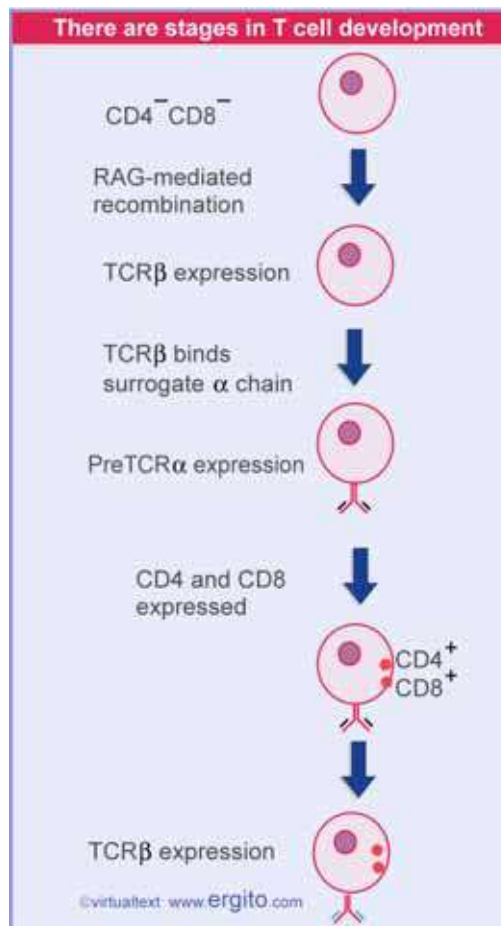 There are stages in T cell development
CD4⁻CD8⁻
RAG-mediated
recombination
TCRβ expression
TCRβ binds
surrogate α chain
PreTCRα expression
CD4 and CD8
expressed
CD4⁺
CD8⁺
TCRβ expression
©virtualtext www.ergito.com